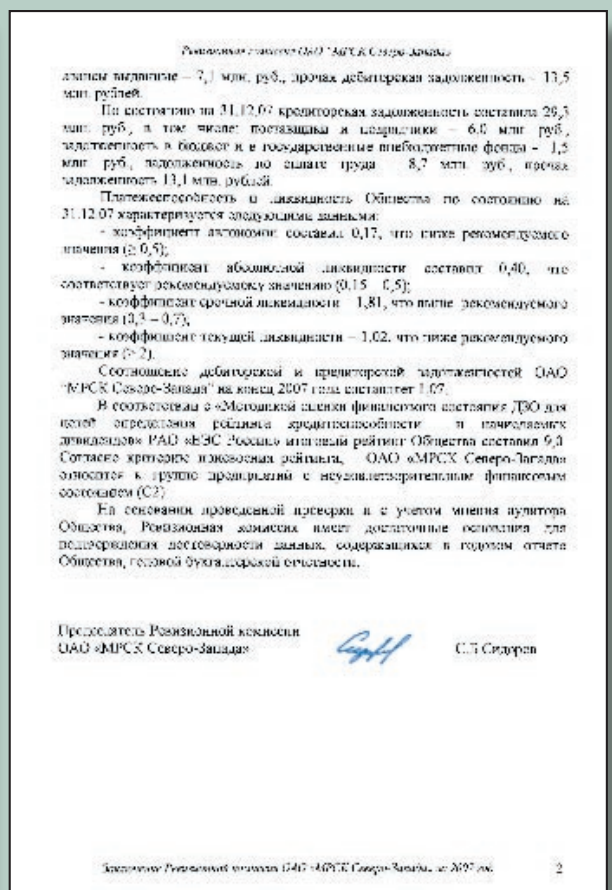 Ревизионная комиссия ОАО "МРСК Северо-Запада"
авансы выданные – 7,1 млн. руб., прочая дебиторская задолженность – 13,5
млн. рублей.
По состоянию на 31.12.07 кредиторская задолженность составила 29,3
млн. руб., в том числе: поставщики и подрядчики – 6,0 млн. руб.,
задолженность в бюджет и в государственные внебюджетные фонды – 1,5
млн. руб., задолженность по оплате труда 8,7 млн. руб., прочая
задолженность 13,1 млн. рублей.
Платежеспособность и ликвидность Общества по состоянию на
31.12.07 характеризуется следующими данными:
- коэффициент автономии составил 0,17, что ниже рекомендуемого
значения (≥ 0,5);
- коэффициент абсолютной ликвидности составил 0,40, что
соответствует рекомендуемому значению (0,15 – 0,5);
- коэффициент срочной ликвидности – 1,81, что выше рекомендуемого
значения (0,3 – 0,7);
- коэффициент текущей ликвидности – 1,02, что ниже рекомендуемого
значения (> 2).
Соотношение дебиторской и кредиторской задолженностей ОАО
"МРСК Северо-Запада" на конец 2007 года составляет 1,07.
В соответствии с «Методикой оценки финансового состояния ДЗО для
целей определения рейтинга кредитоспособности и начисляемых
дивидендов» РАО «ЕЭС России» итоговый рейтинг Общества составил 9,0.
Согласно критерию присвоения рейтинга, ОАО «МРСК Северо-Запада»
относится к группе предприятий с неудовлетворительным финансовым
состоянием (С2)
На основании проведенной проверки и с учетом мнения аудитора
Общества, Ревизионная комиссия имеет достаточные основания для
подтверждения достоверности данных, содержащихся в годовом отчете
Общества, годовой бухгалтерской отчетности.
Председатель Ревизионной комиссии
ОАО «МРСК Северо-Запада» С.Б Сидоров
Заключение Ревизионной комиссии ОАО «МРСК Северо-Запада» за 2007 год 2